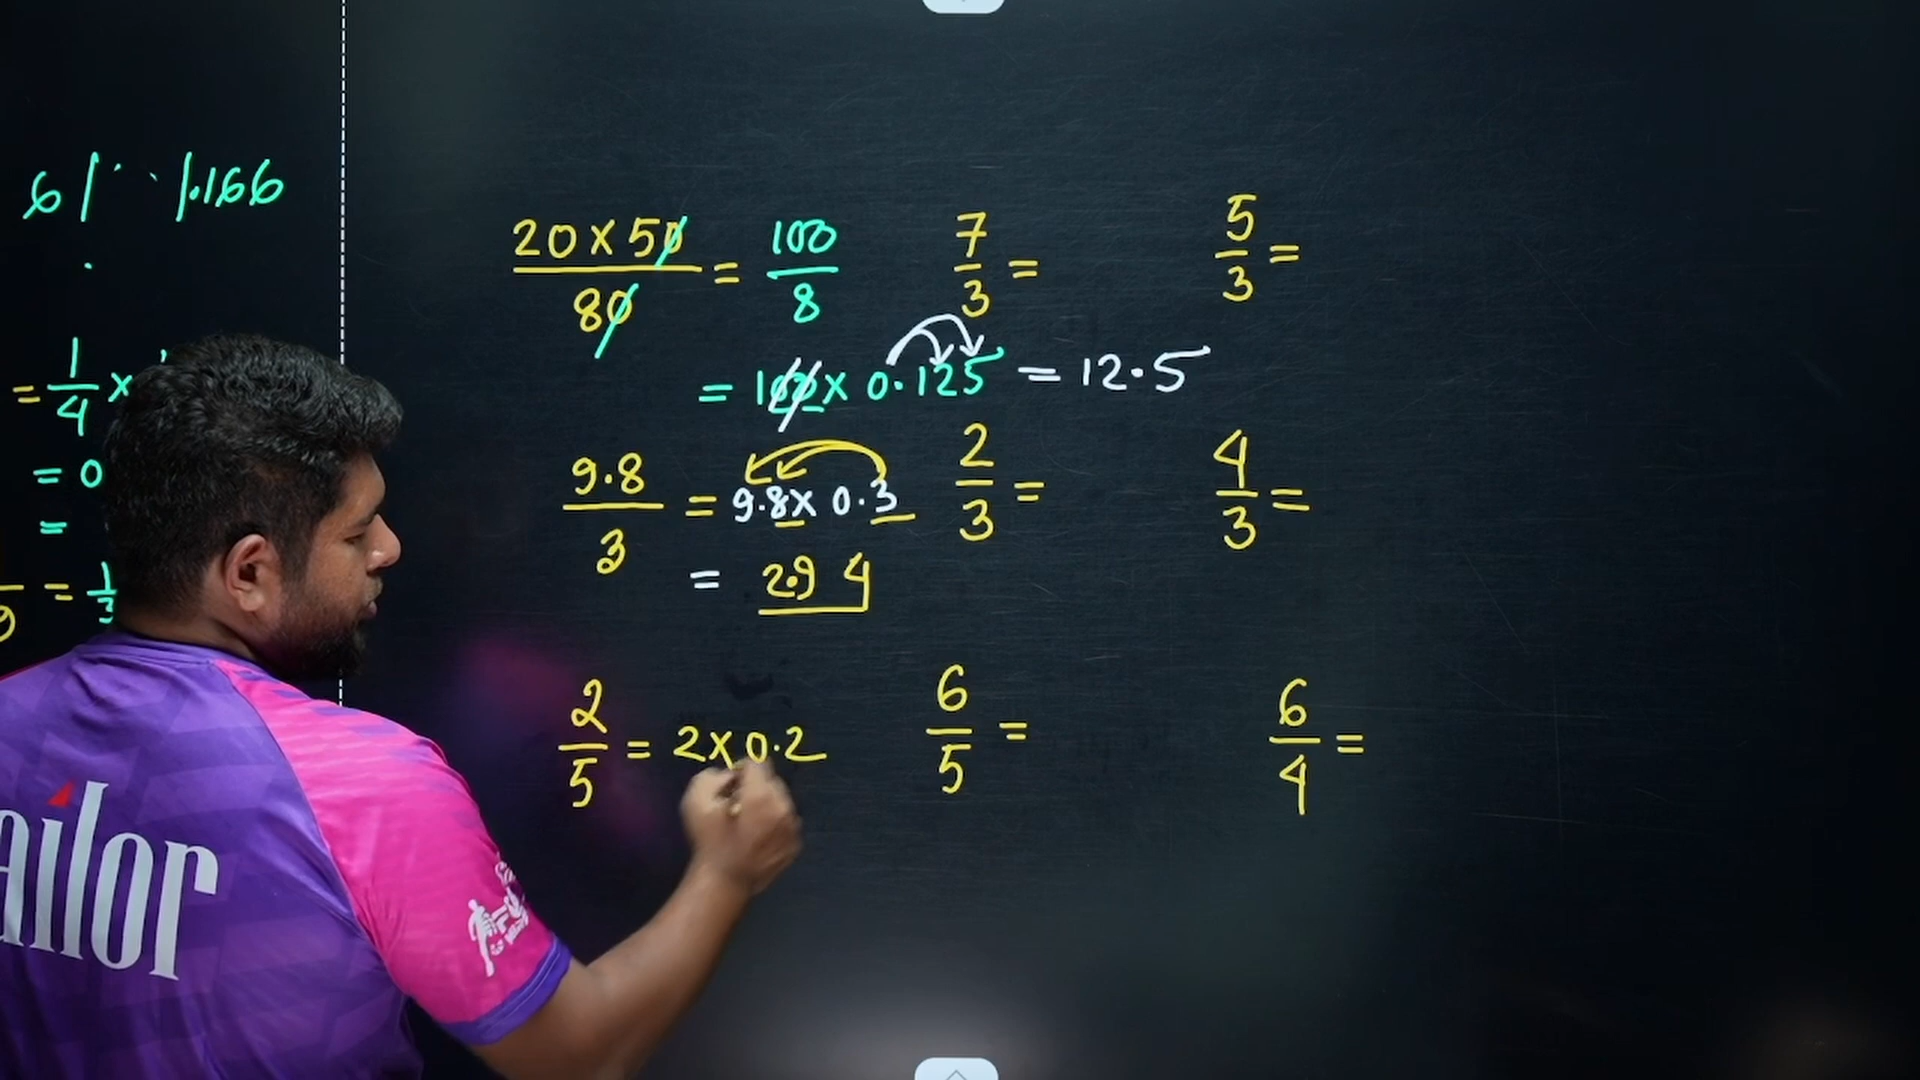 6/ 1.166
20 x 50 / 80 = 100 / 8
7/3 =
5/3 =
= 100 x 0.125 = 12.5
= 1/4 x
= 0
=
9.8 / 3 = 9.8 x 0.3
2/3 =
4/3 =
= 2.94
= 1/3
2/5 = 2 x 0.2
6/5 =
6/4 =
ailor